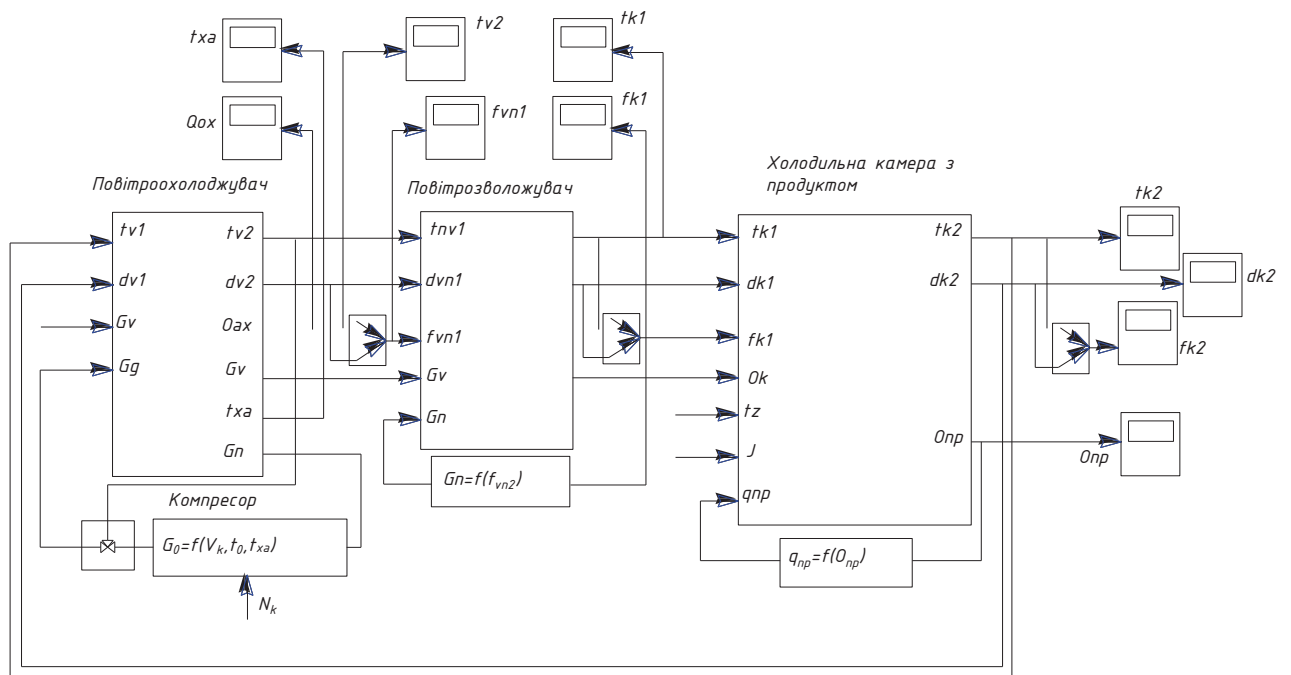 txa
tv2
tk1
Qox
fvn1
fk1
Повітроохолоджувач
Повітрозволожувач
Холодильна камера з
продуктом
tk2
dk2
fk2
Onp
tv1
dv1
Gv
Gg
tv2
dv2
Oax
Gv
txa
Gn
tnv1
dvn1
fvn1
Gv
Gn
tk1
dk1
fk1
Ok
tz
J
qnp
tk2
dk2
Onp
Компресор
G₀=f(Vₖ,t₀,tₓₐ)
Nₖ
Gn=f(fᵥₙ₂)
qₙₚ=f(Oₙₚ)